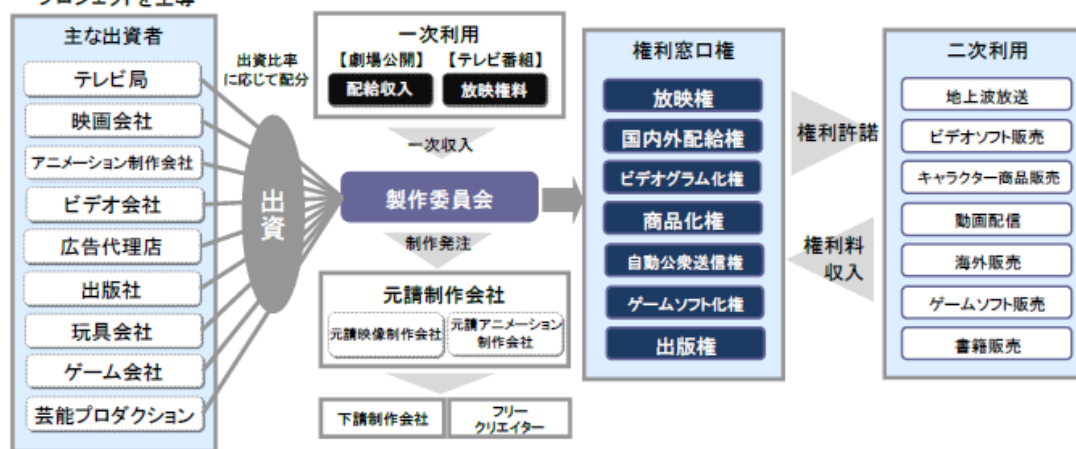 プロジェクトを主導
主な出資者
テレビ局
映画会社
アニメーション制作会社
ビデオ会社
広告代理店
出版社
玩具会社
ゲーム会社
芸能プロダクション
出資比率
に応じて配分
出資
一次利用
【劇場公開】 【テレビ番組】
配給収入 放映権料
一次収入
製作委員会
制作発注
元請制作会社
元請映像制作会社
元請アニメーション
制作会社
下請制作会社
フリー
クリエイター
権利窓口権
放映権
国内外配給権
ビデオグラム化権
商品化権
自動公衆送信権
ゲームソフト化権
出版権
権利許諾
権利料
収入
二次利用
地上波放送
ビデオソフト販売
キャラクター商品販売
動画配信
海外販売
ゲームソフト販売
書籍販売